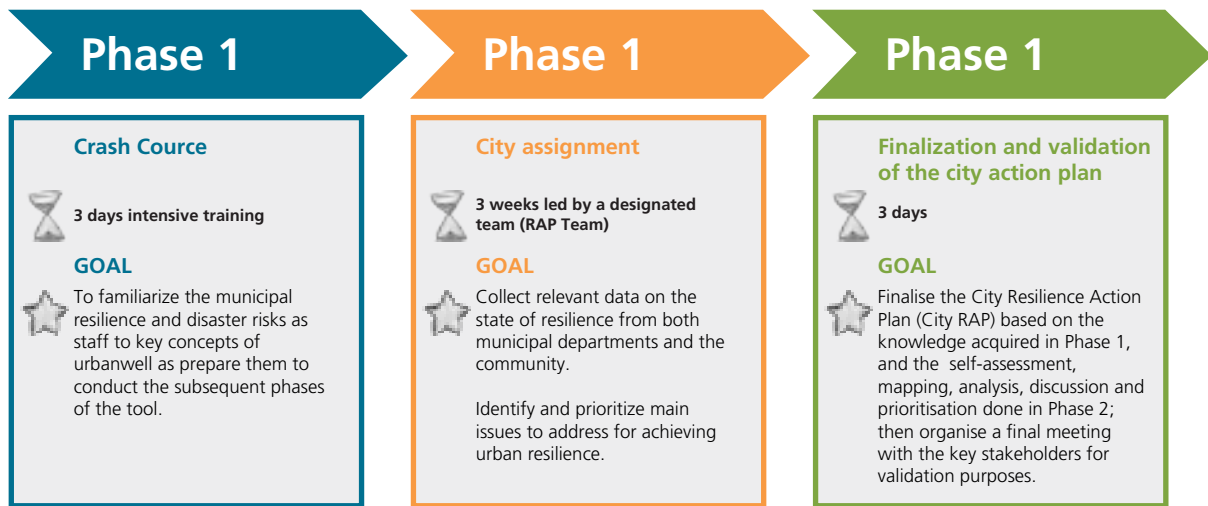 Phase 1
Crash Cource
3 days intensive training
GOAL
To familiarize the municipal
resilience and disaster risks as
staff to key concepts of
urbanwell as prepare them to
conduct the subsequent phases
of the tool.
Phase 1
City assignment
3 weeks led by a designated
team (RAP Team)
GOAL
Collect relevant data on the
state of resilience from both
municipal departments and the
community.
Identify and prioritize main
issues to address for achieving
urban resilience.
Phase 1
Finalization and validation
of the city action plan
3 days
GOAL
Finalise the City Resilience Action
Plan (City RAP) based on the
knowledge acquired in Phase 1,
and the self-assessment,
mapping, analysis, discussion and
prioritisation done in Phase 2;
then organise a final meeting
with the key stakeholders for
validation purposes.